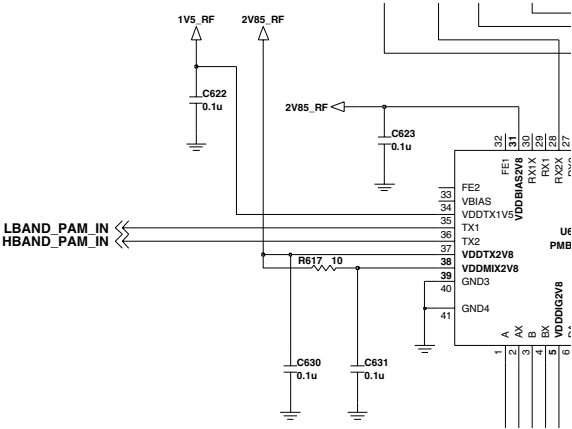 1V5_RF
2V85_RF
C622
0.1u
2V85_RF
C623
0.1u
32
31
30
29
28
27
FE1
VDDBIAS2V8
RX1X
RX1
RX2X
FE2
33
VBIAS
34
VDDTX1V5
LBAND_PAM_IN
35
TX1
HBAND_PAM_IN
36
TX2
U6
PMB
37
VDDTX2V8
R617
10
38
VDDMIX2V8
39
GND3
40
GND4
41
A
AX
B
BX
VDDDIG2V8
1
2
3
4
5
6
C630
0.1u
C631
0.1u